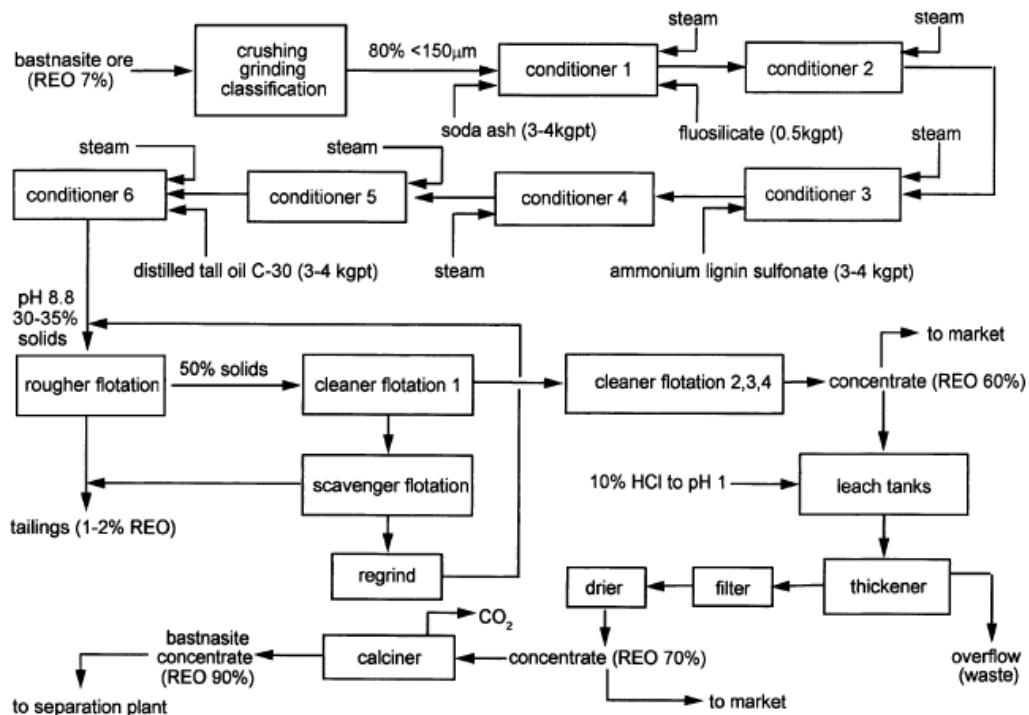 steam
steam
bastnasite ore
(REO 7%)
crushing
grinding
classification
80% <150μm
conditioner 1
conditioner 2
soda ash (3-4kgpt)
fluosilicate (0.5kgpt)
steam
steam
steam
conditioner 6
conditioner 5
conditioner 4
conditioner 3
distilled tall oil C-30 (3-4 kgpt)
steam
ammonium lignin sulfonate (3-4 kgpt)
pH 8.8
30-35%
solids
to market
rougher flotation
50% solids
cleaner flotation 1
cleaner flotation 2,3,4
concentrate (REO 60%)
scavenger flotation
10% HCl to pH 1
leach tanks
tailings (1-2% REO)
regrind
drier
filter
thickener
CO2
bastnasite
concentrate
(REO 90%)
calciner
concentrate (REO 70%)
overflow
(waste)
to separation plant
to market